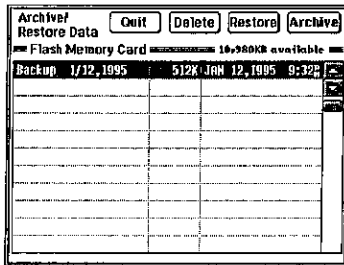 Archive/
Restore Data
Quit
Delete
Restore
Archive
Flash Memory Card
10,980KB available
Backup 1/12,1995 512K JAN 12,1995 9:32P